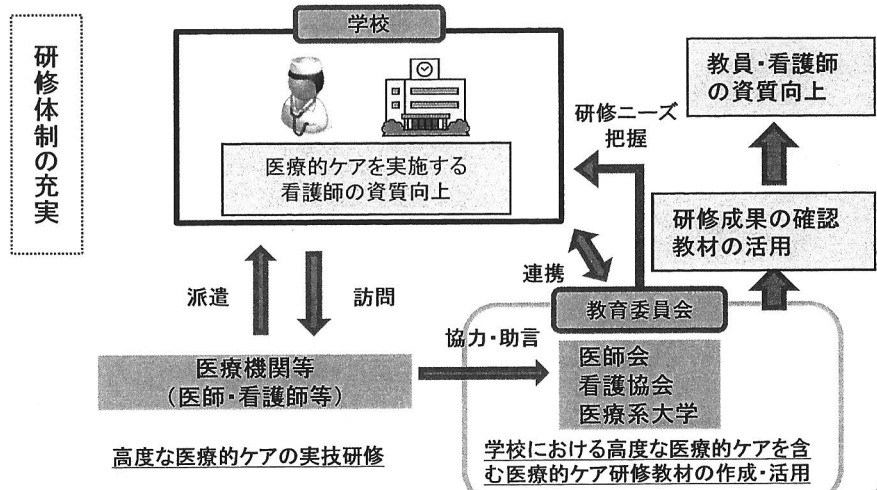 研修体制の充実
学校
医療的ケアを実施する
看護師の資質向上
研修ニーズ
把握
教員・看護師
の資質向上
研修成果の確認
教材の活用
派遣
訪問
連携
教育委員会
協力・助言
医療機関等
(医師・看護師等)
医師会
看護協会
医療系大学
高度な医療的ケアの実技研修
学校における高度な医療的ケアを含
む医療的ケア研修教材の作成・活用